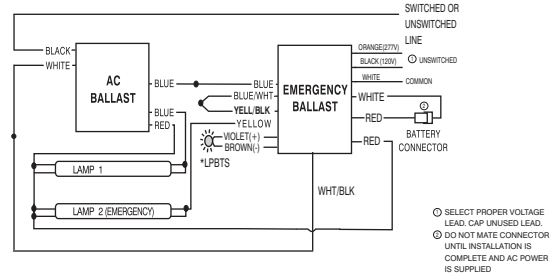 SWITCHED OR
UNSWITCHED
LINE
BLACK
WHITE
AC
BALLAST
BLUE
BLUE
RED
BLUE
BLUE/WHT
YELL/BLK
YELLOW
VIOLET(+)
BROWN(-)
*LPBTS
EMERGENCY
BALLAST
ORANGE(277V)
BLACK(120V)
① UNSWITCHED
WHITE
COMMON
WHITE
RED
②
BATTERY
CONNECTOR
RED
WHT/BLK
LAMP 1
LAMP 2 (EMERGENCY)
① SELECT PROPER VOLTAGE
LEAD. CAP UNUSED LEAD.
② DO NOT MATE CONNECTOR
UNTIL INSTALLATION IS
COMPLETE AND AC POWER
IS SUPPLIED